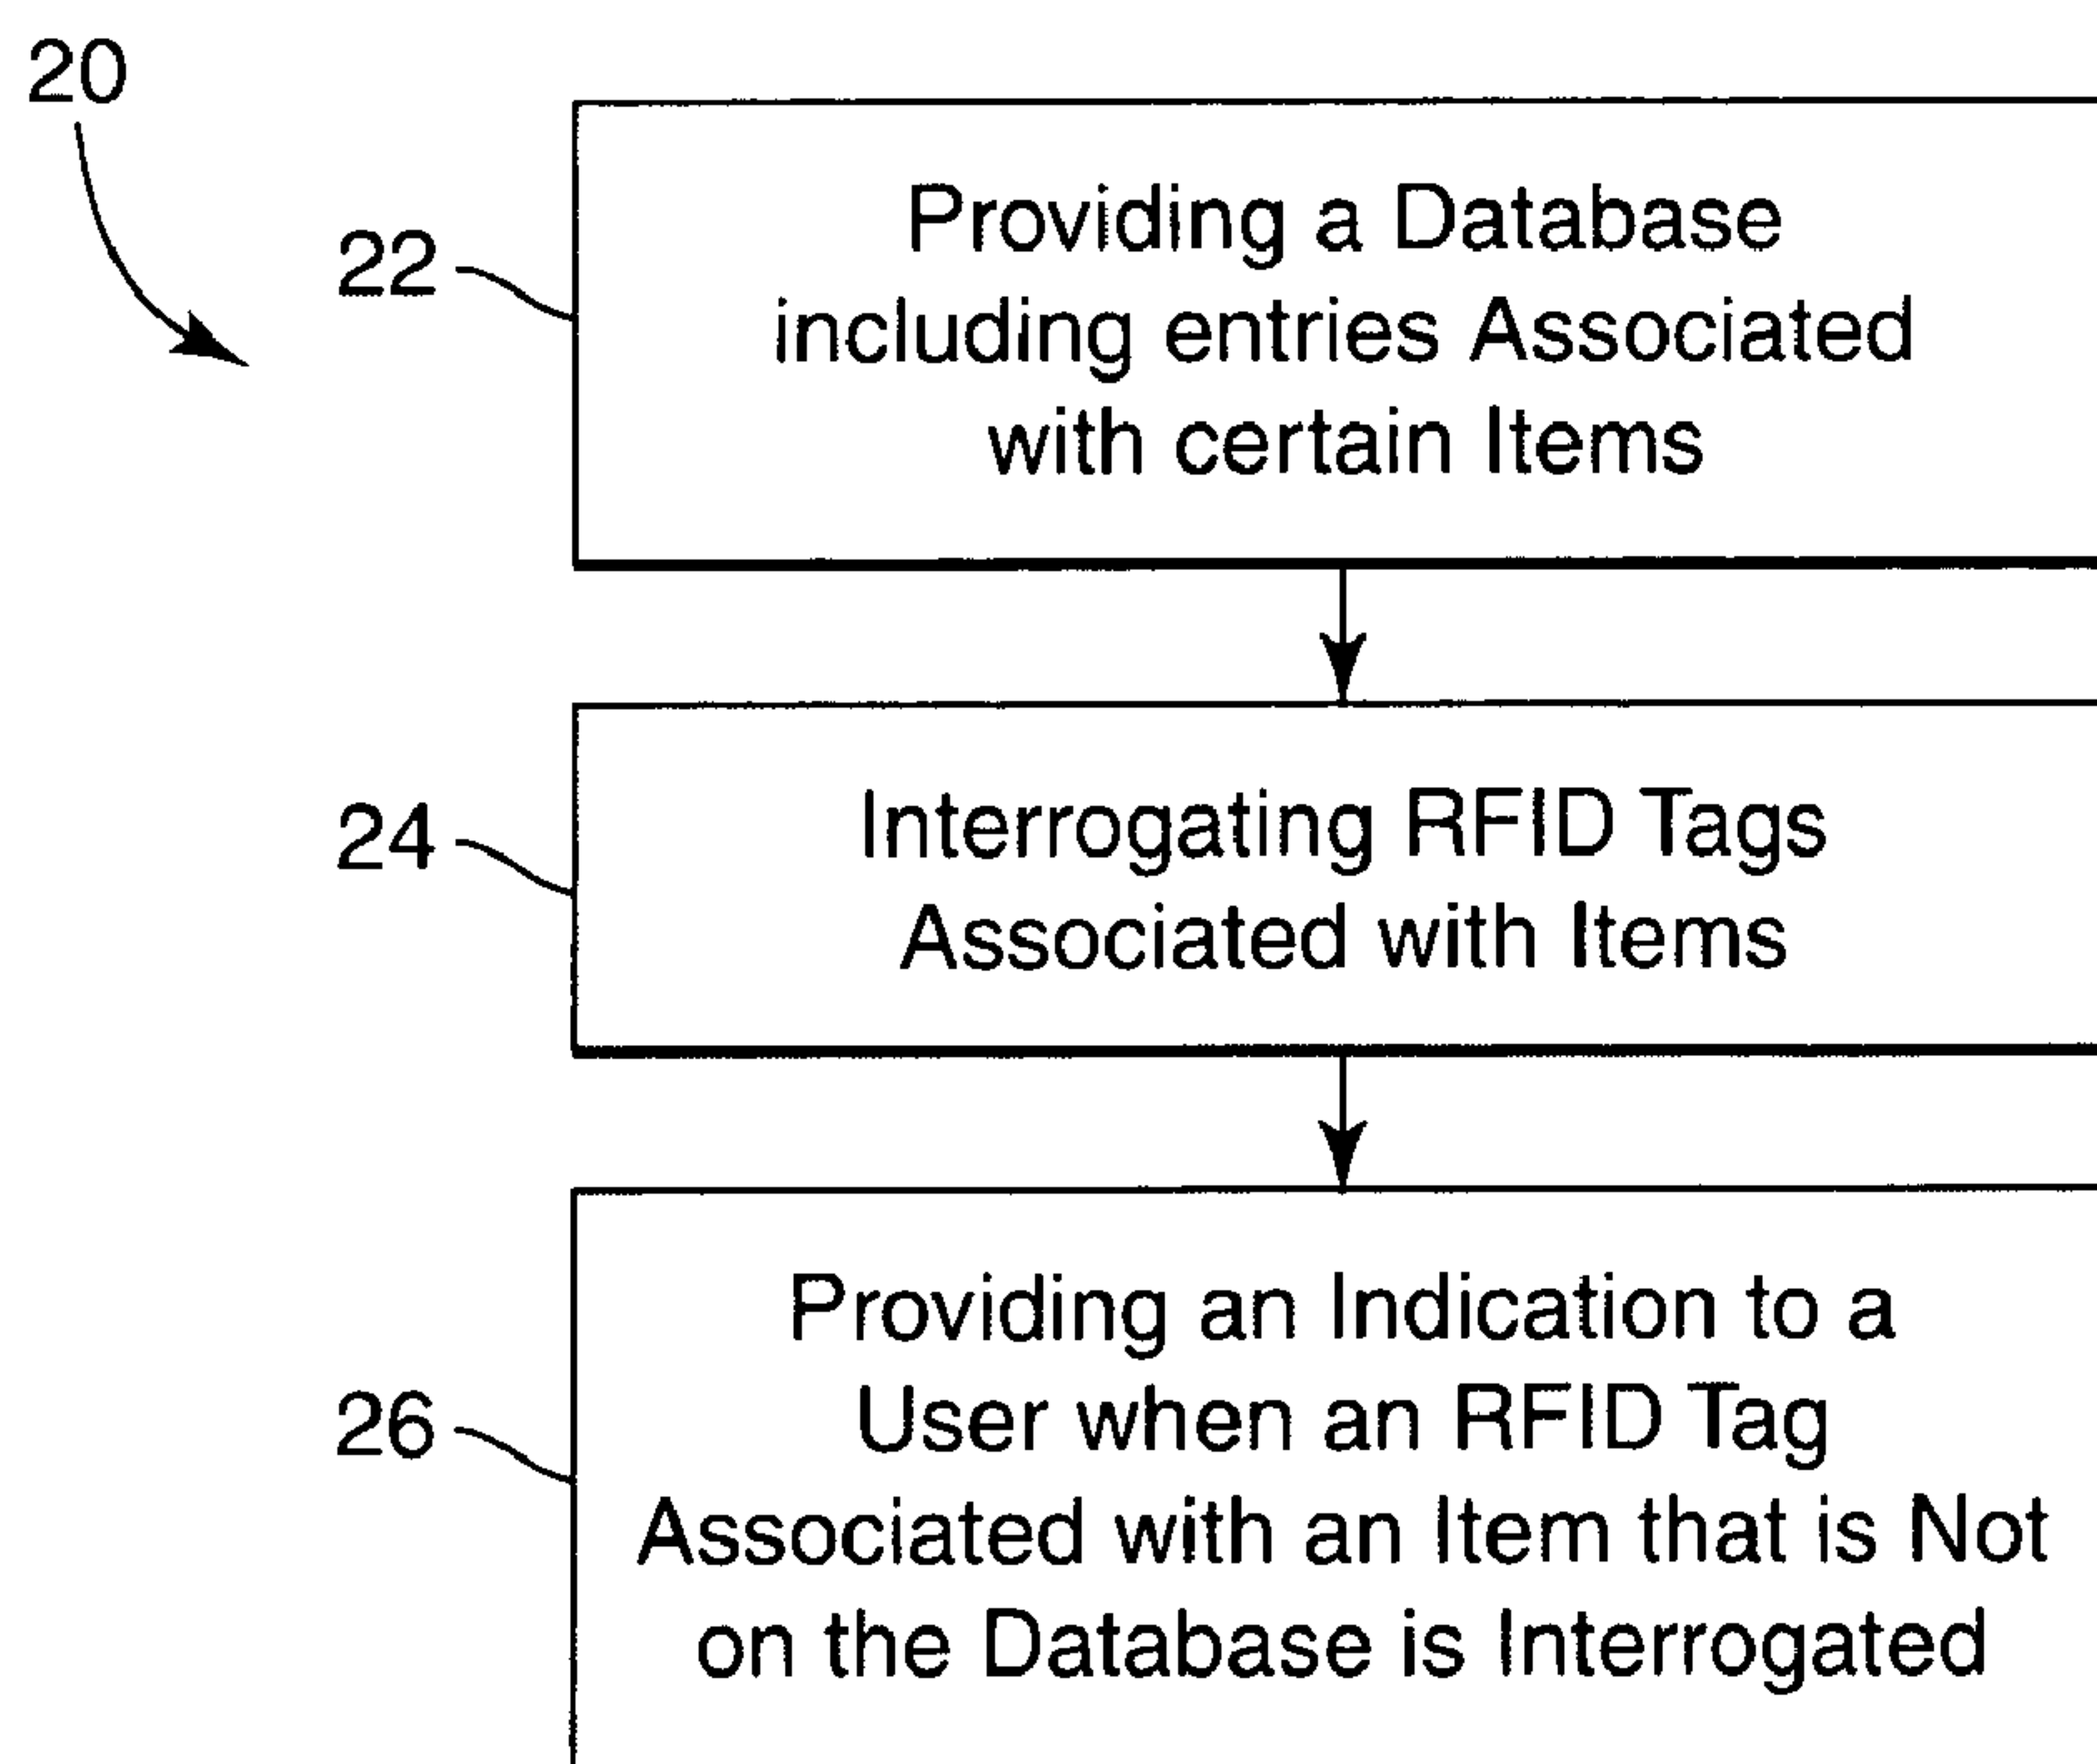 20
22
Providing a Database
including entries Associated
with certain Items
24
Interrogating RFID Tags
Associated with Items
26
Providing an Indication to a
User when an RFID Tag
Associated with an Item that is Not
on the Database is Interrogated